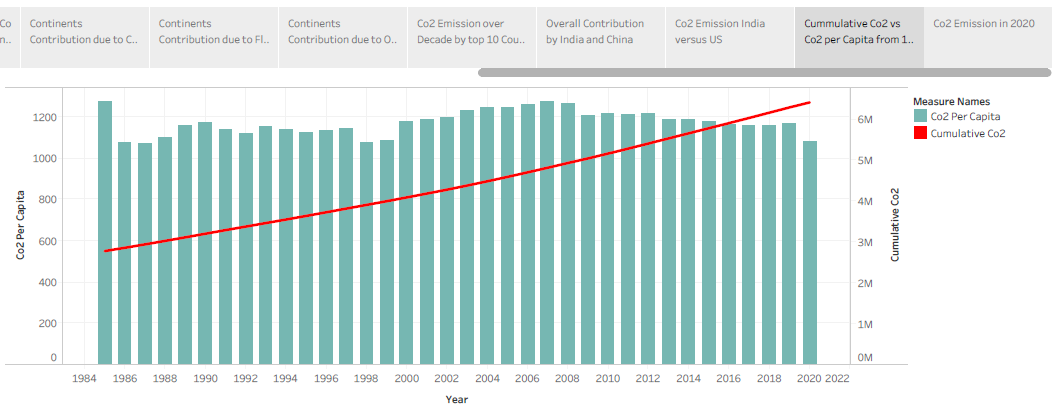 Co
n..
Continents
Contribution due to C..
Continents
Contribution due to Fl..
Continents
Contribution due to O..
Co2 Emission over
Decade by top 10 Cou..
Overall Contribution
by India and China
Co2 Emission India
versus US
Cummulative Co2 vs
Co2 per Capita from 1..
Co2 Emission in 2020
Measure Names
Co2 Per Capita
Cumulative Co2
Co2 Per Capita
1200
1000
800
600
400
200
0
Cumulative Co2
6M
5M
4M
3M
2M
1M
0M
1984 1986 1988 1990 1992 1994 1996 1998 2000 2002 2004 2006 2008 2010 2012 2014 2016 2018 2020 2022
Year